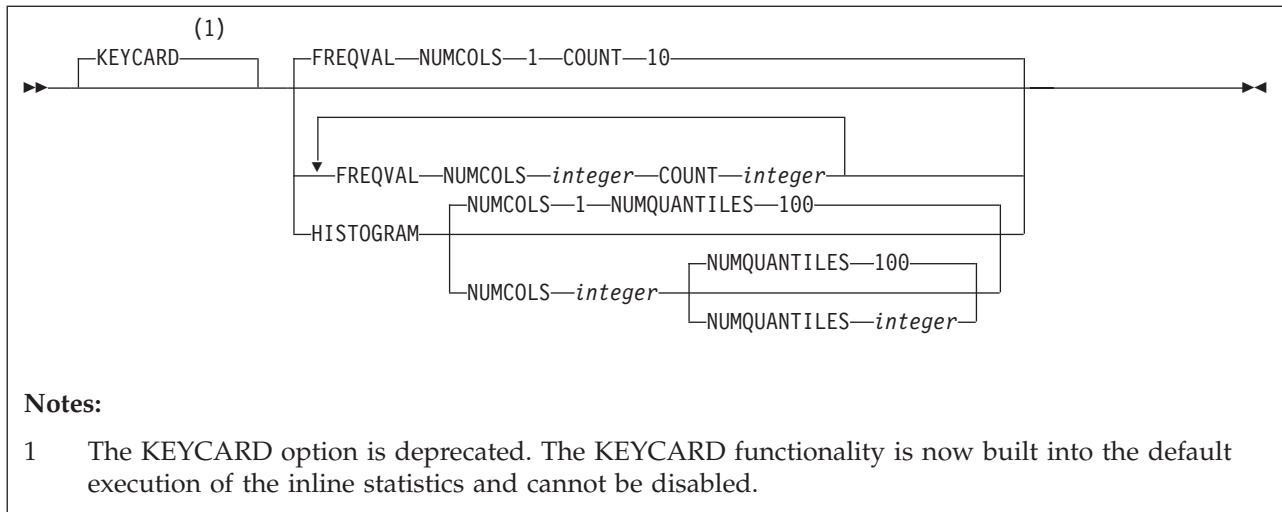 (1)
KEYCARD FREQVAL NUMCOLS 1 COUNT 10
FREQVAL NUMCOLS integer COUNT integer
NUMCOLS 1 NUMQUANTILES 100
HISTOGRAM
NUMQUANTILES 100
NUMCOLS integer
NUMQUANTILES integer
Notes:
1 The KEYCARD option is deprecated. The KEYCARD functionality is now built into the default
execution of the inline statistics and cannot be disabled.